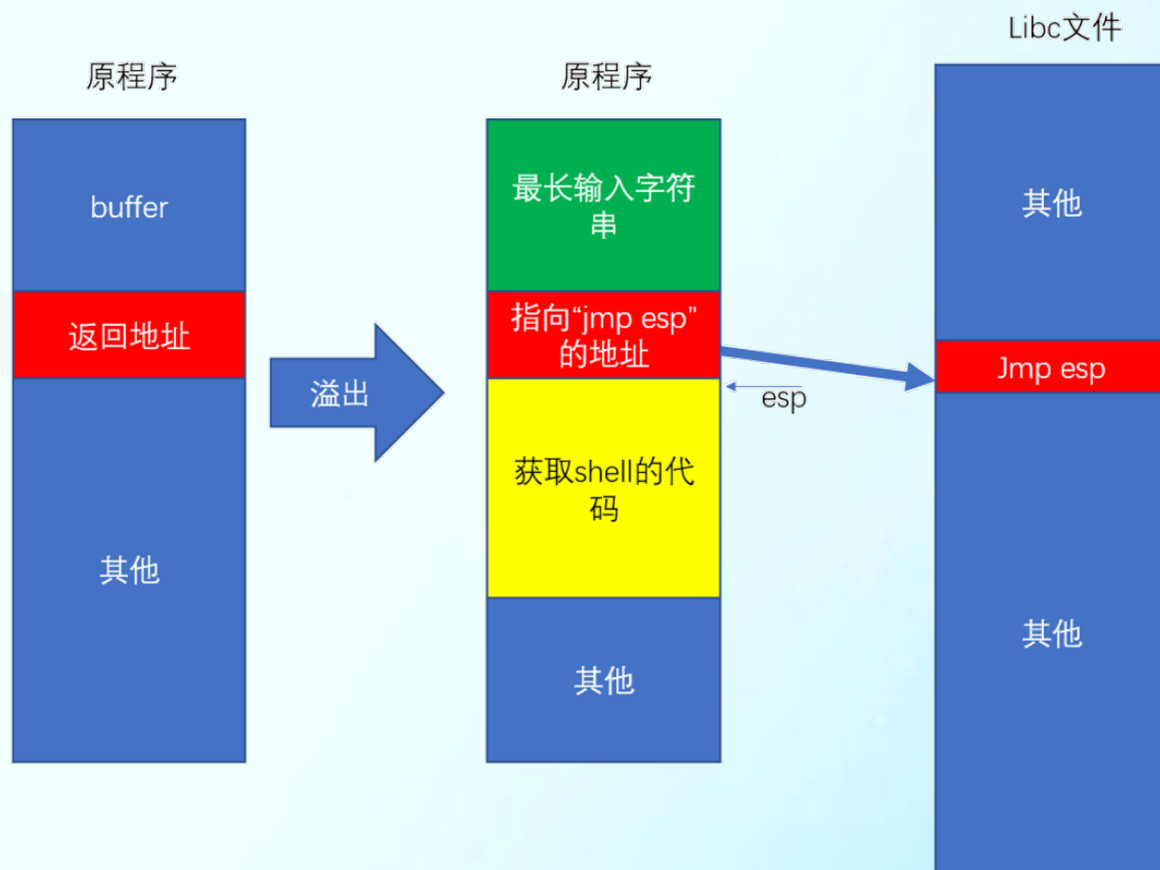 原程序
buffer
返回地址
其他
溢出
原程序
最长输入字符
串
指向“jmp esp”
的地址
esp
获取shell的代
码
其他
Libc文件
其他
Jmp esp
其他